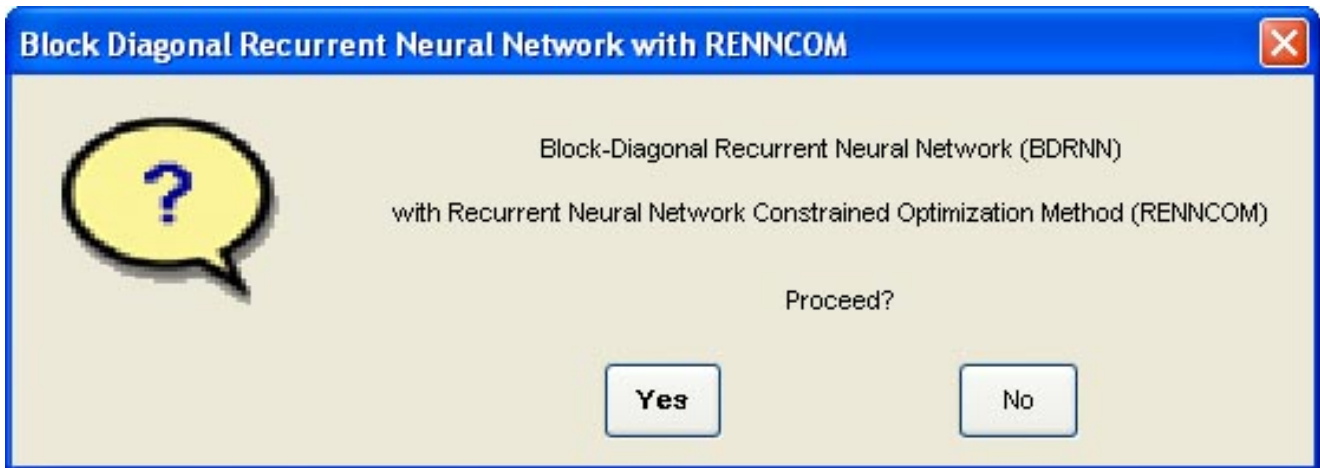 Block Diagonal Recurrent Neural Network with RENNCOM
?
Block-Diagonal Recurrent Neural Network (BDRNN)
with Recurrent Neural Network Constrained Optimization Method (RENNCOM)
Proceed?
Yes No